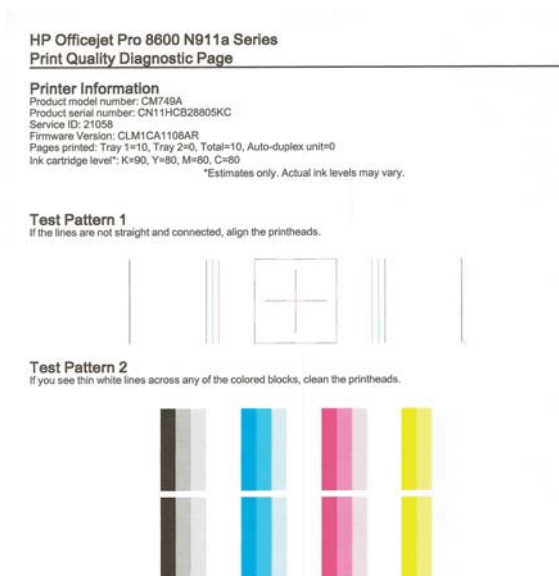 HP Officejet Pro 8600 N911a Series
Print Quality Diagnostic Page
Printer Information
Product model number: CM749A
Product serial number: CN11HCB28805KC
Service ID: 21058
Firmware Version: CLM1CA1108AR
Pages printed: Tray 1=10, Tray 2=0, Total=10, Auto-duplex unit=0
Ink cartridge level*: K=90, Y=80, M=80, C=80
*Estimates only. Actual ink levels may vary.
Test Pattern 1
If the lines are not straight and connected, align the printheads.
Test Pattern 2
If you see thin white lines across any of the colored blocks, clean the printheads.